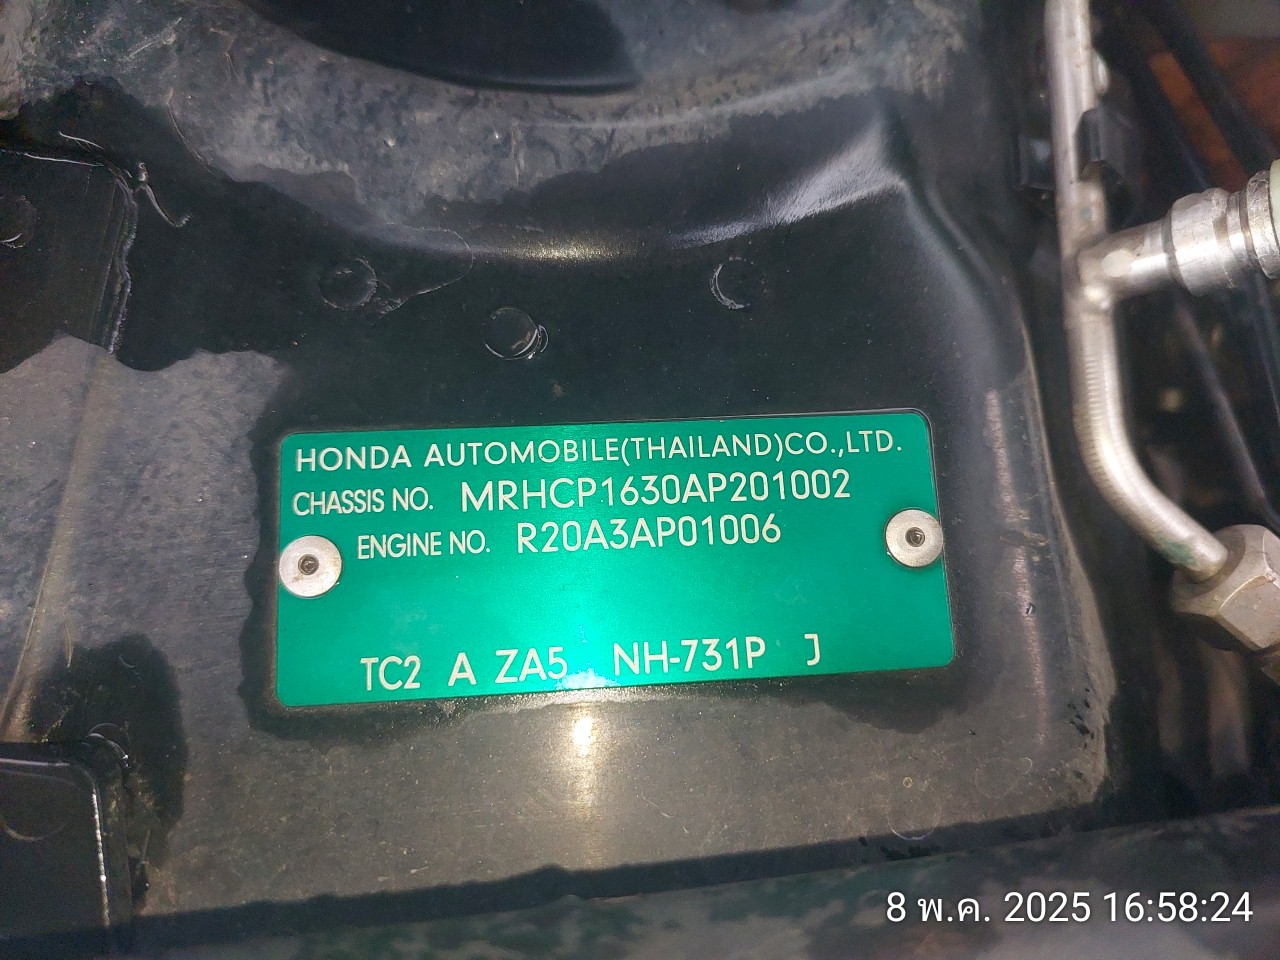 HONDA AUTOMOBILE(THAILAND)CO.,LTD.
CHASSIS NO. MRHCP1630AP201002
ENGINE NO. R20A3AP01006
TC2 A ZA5 NH-731P J
8 พ.ค. 2025 16:58:24